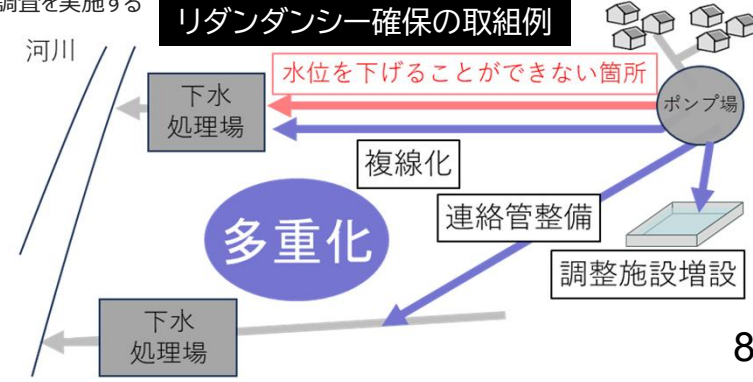 調査を実施する
リダンダンシー確保の取組例
河川
水位を下げることができない箇所
下水
処理場
ポンプ場
複線化
連絡管整備
多重化
調整施設増設
下水
処理場
8